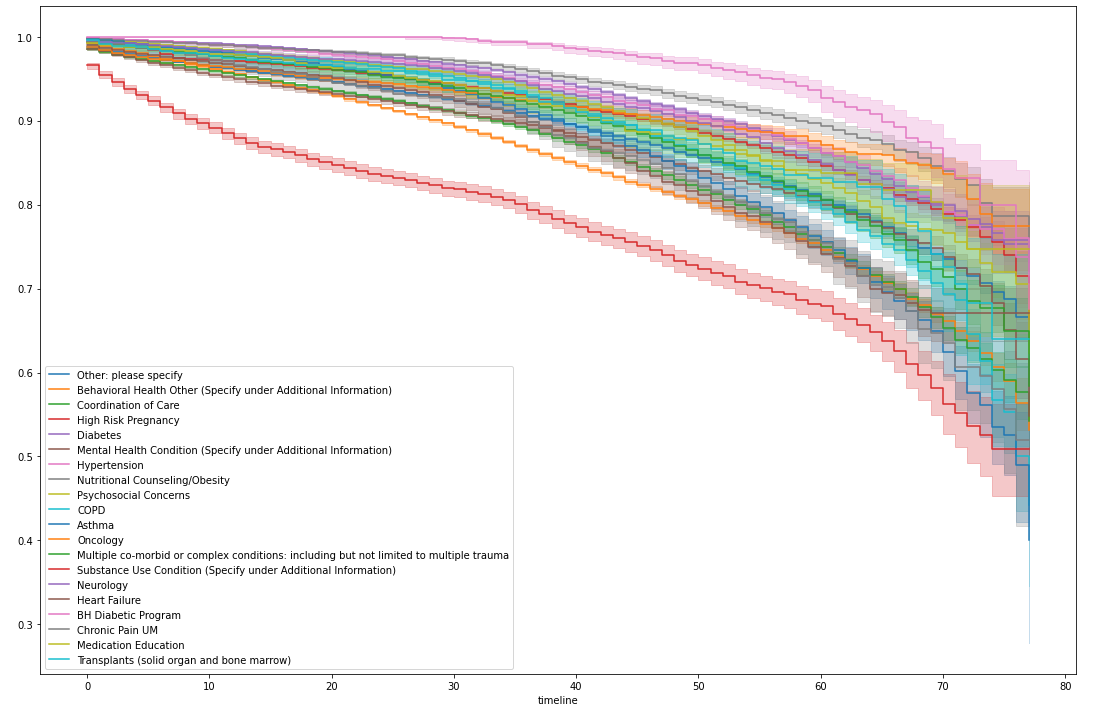 1.0
0.9
0.8
0.7
0.6
0.5
0.4
0.3
Other: please specify
Behavioral Health Other (Specify under Additional Information)
Coordination of Care
High Risk Pregnancy
Diabetes
Mental Health Condition (Specify under Additional Information)
Hypertension
Nutritional Counseling/Obesity
Psychosocial Concerns
COPD
Asthma
Oncology
Multiple co-morbid or complex conditions: including but not limited to multiple trauma
Substance Use Condition (Specify under Additional Information)
Neurology
Heart Failure
BH Diabetic Program
Chronic Pain UM
Medication Education
Transplants (solid organ and bone marrow)
0 10 20 30 40 50 60 70 80
timeline